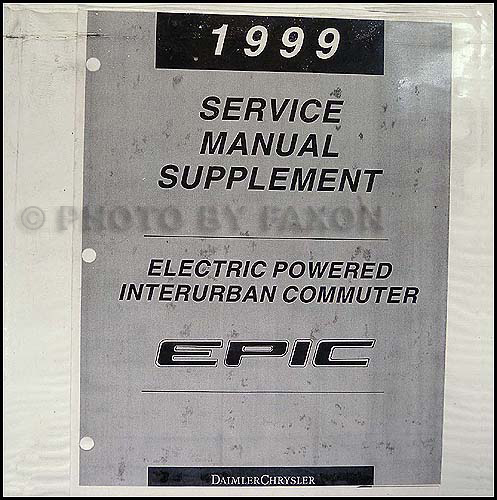 1999
SERVICE
MANUAL
SUPPLEMENT
© PHOTO BY FAXON
ELECTRIC POWERED
INTERURBAN COMMUTER
EPIC
DAIMLERCHRYSLER